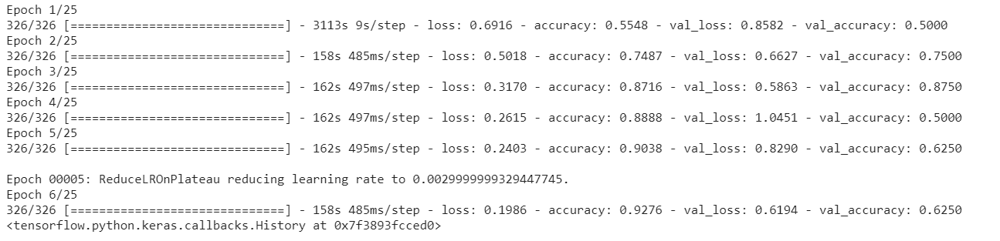 Epoch 1/25
326/326 [==============================] - 3113s 9s/step - loss: 0.6916 - accuracy: 0.5548 - val_loss: 0.8582 - val_accuracy: 0.5000
Epoch 2/25
326/326 [==============================] - 158s 485ms/step - loss: 0.5018 - accuracy: 0.7487 - val_loss: 0.6627 - val_accuracy: 0.7500
Epoch 3/25
326/326 [==============================] - 162s 497ms/step - loss: 0.3170 - accuracy: 0.8716 - val_loss: 0.5863 - val_accuracy: 0.8750
Epoch 4/25
326/326 [==============================] - 162s 497ms/step - loss: 0.2615 - accuracy: 0.8888 - val_loss: 1.0451 - val_accuracy: 0.5000
Epoch 5/25
326/326 [==============================] - 162s 495ms/step - loss: 0.2403 - accuracy: 0.9038 - val_loss: 0.8290 - val_accuracy: 0.6250
Epoch 00005: ReduceLROnPlateau reducing learning rate to 0.0029999999329447745.
Epoch 6/25
326/326 [==============================] - 158s 485ms/step - loss: 0.1986 - accuracy: 0.9276 - val_loss: 0.6194 - val_accuracy: 0.6250
<tensorflow.python.keras.callbacks.History at 0x7f3893fcced0>